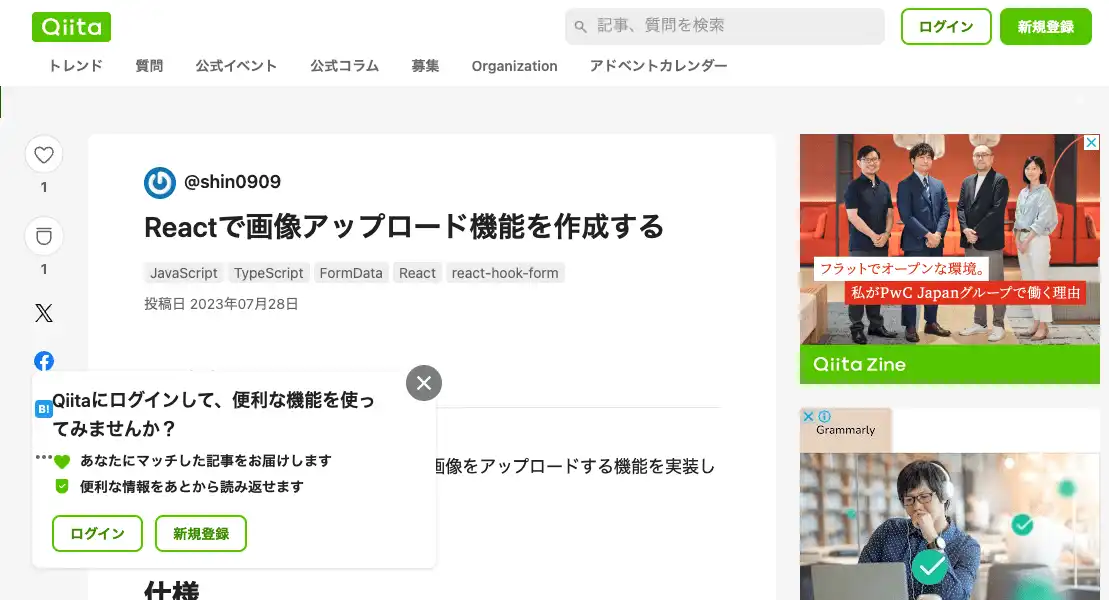 Qiita
記事、質問を検索
ログイン
新規登録
トレンド
質問
公式イベント
公式コラム
募集
Organization
アドベントカレンダー
1
1
@shin0909
Reactで画像アップロード機能を作成する
JavaScript
TypeScript
FormData
React
react-hook-form
投稿日 2023年07月28日
B!
Qiitaにログインして、便利な機能を使っ
てみませんか？
あなたにマッチした記事をお届けします
便利な情報をあとから読み返せます
ログイン
新規登録
画像をアップロードする機能を実装し
仕様
フラットでオープンな環境。
私がPwC Japanグループで働く理由
Qiita Zine
Grammarly